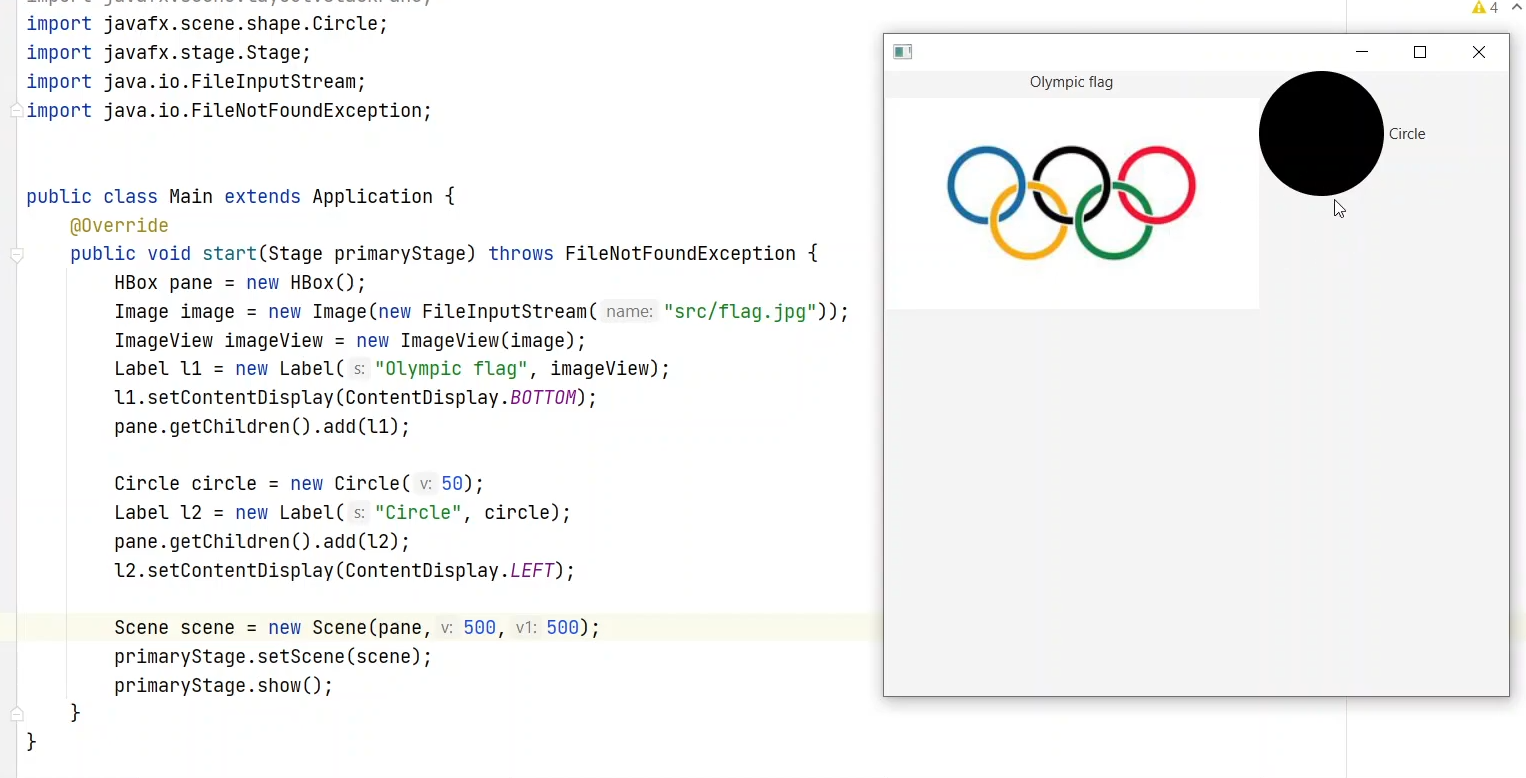 import javafx.scene.layout.StackPane;
import javafx.scene.shape.Circle;
import javafx.stage.Stage;
import java.io.FileInputStream;
import java.io.FileNotFoundException;
public class Main extends Application {
@Override
public void start(Stage primaryStage) throws FileNotFoundException {
HBox pane = new HBox();
Image image = new Image(new FileInputStream( name: "src/flag.jpg"));
ImageView imageView = new ImageView(image);
Label l1 = new Label( s: "Olympic flag", imageView);
l1.setContentDisplay(ContentDisplay.BOTTOM);
pane.getChildren().add(l1);
Circle circle = new Circle( v: 50);
Label l2 = new Label( s: "Circle", circle);
pane.getChildren().add(l2);
l2.setContentDisplay(ContentDisplay.LEFT);
Scene scene = new Scene(pane, v: 500, v1: 500);
primaryStage.setScene(scene);
primaryStage.show();
}
}
4
Olympic flag
Circle